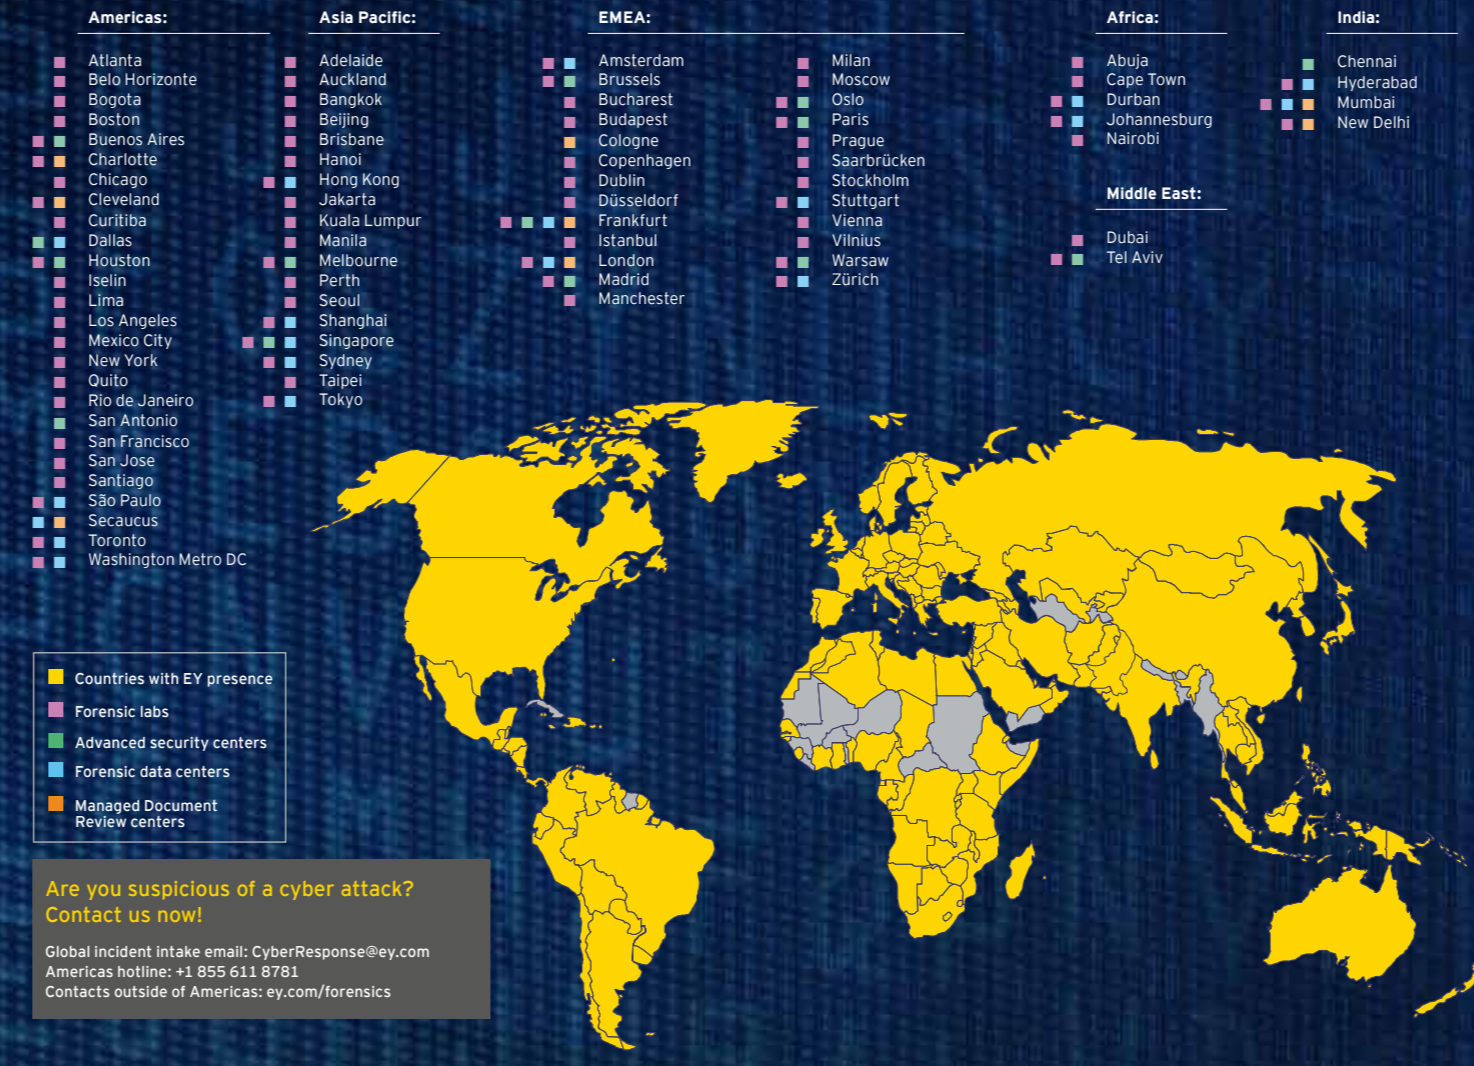 Americas:
Atlanta
Belo Horizonte
Bogota
Boston
Buenos Aires
Charlotte
Chicago
Cleveland
Curitiba
Dallas
Houston
Iselin
Lima
Los Angeles
Mexico City
New York
Quito
Rio de Janeiro
San Antonio
San Francisco
San Jose
Santiago
São Paulo
Secaucus
Toronto
Washington Metro DC
Asia Pacific:
Adelaide
Auckland
Bangkok
Beijing
Brisbane
Hanoi
Hong Kong
Jakarta
Kuala Lumpur
Manila
Melbourne
Perth
Seoul
Shanghai
Singapore
Sydney
Taipei
Tokyo
EMEA:
Amsterdam
Brussels
Bucharest
Budapest
Cologne
Copenhagen
Dublin
Düsseldorf
Frankfurt
Istanbul
London
Madrid
Manchester
Milan
Moscow
Oslo
Paris
Prague
Saarbrücken
Stockholm
Stuttgart
Vienna
Vilnius
Warsaw
Zürich
Africa:
Abuja
Cape Town
Durban
Johannesburg
Nairobi
Middle East:
Dubai
Tel Aviv
India:
Chennai
Hyderabad
Mumbai
New Delhi
Countries with EY presence
Forensic labs
Advanced security centers
Forensic data centers
Managed Document
Review centers
Are you suspicious of a cyber attack?
Contact us now!
Global incident intake email: CyberResponse@ey.com
Americas hotline: +1 855 611 8781
Contacts outside of Americas: ey.com/forensics